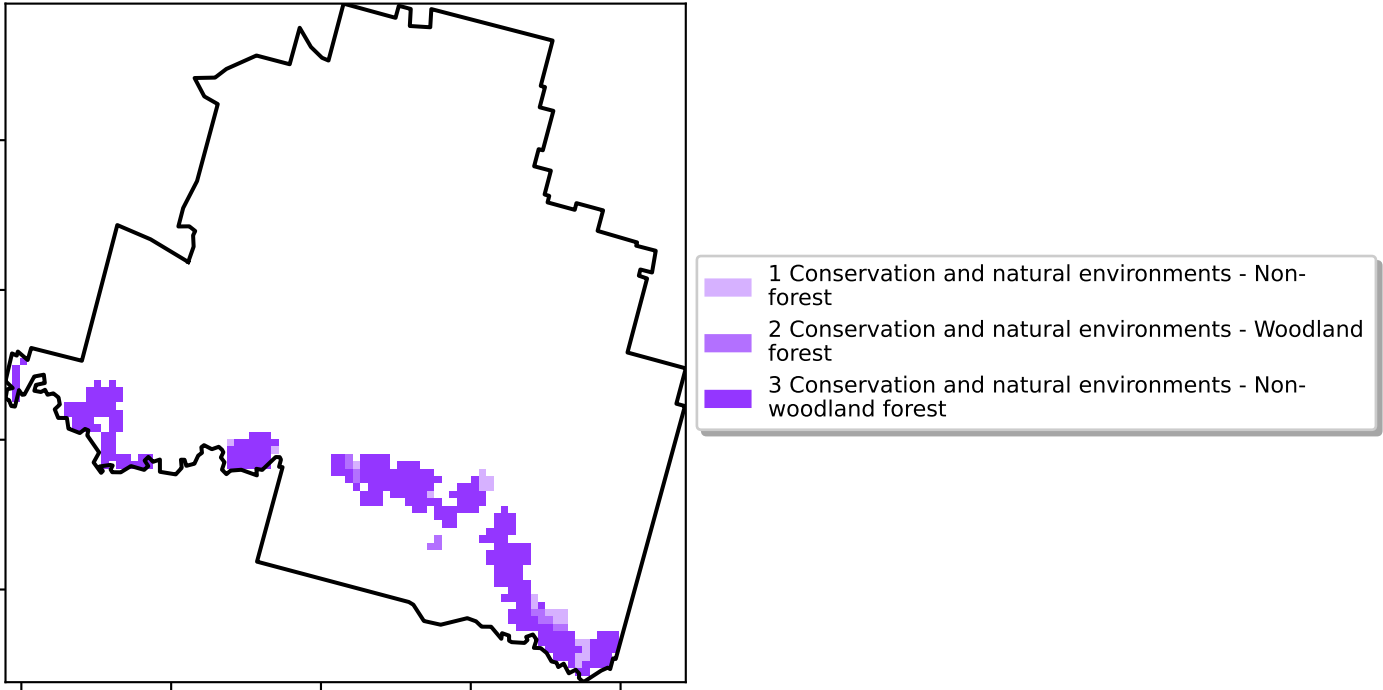 1 Conservation and natural environments - Non-
forest
2 Conservation and natural environments - Woodland
forest
3 Conservation and natural environments - Non-
woodland forest